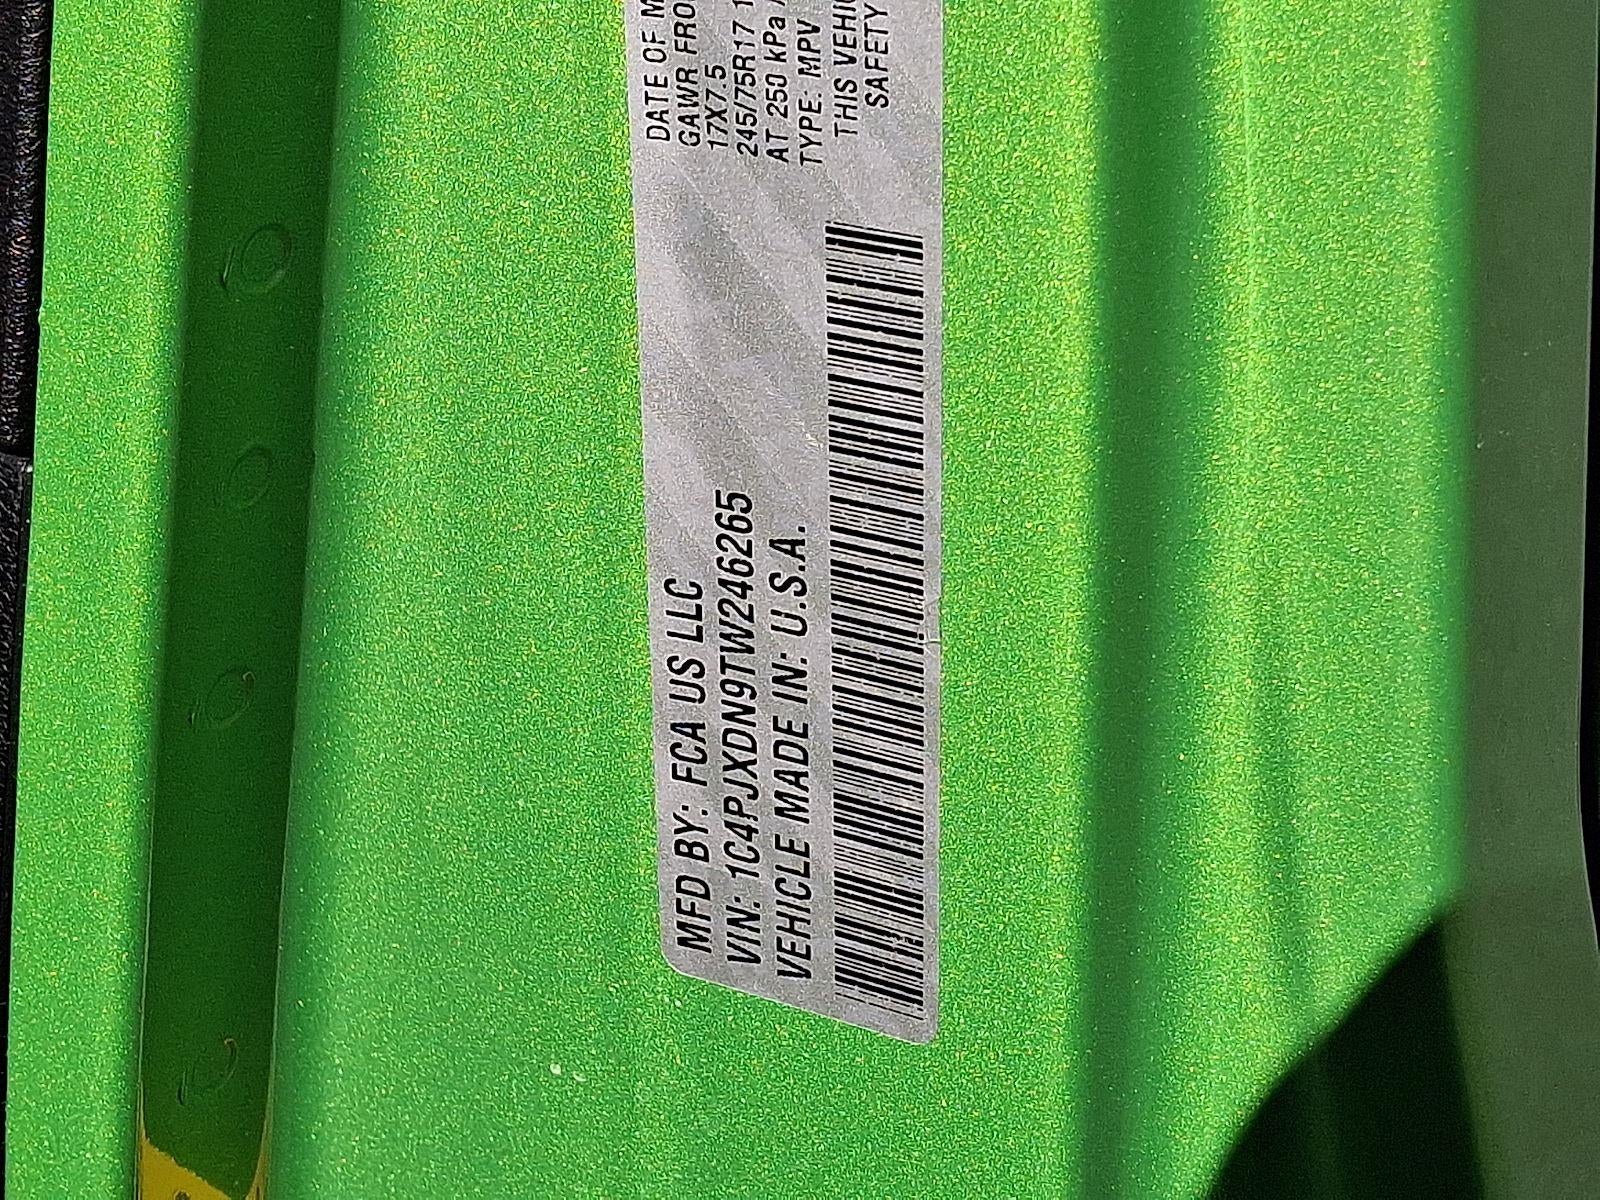 MFD BY: FCA US LLC
VIN: 1C4PJXDN9TW246265
VEHICLE MADE IN: U.S.A.
DATE OF M
GAWR FRO
17X7.5
245/75R17 1
AT 250 kPa /
TYPE: MPV
THIS VEHIC
SAFETY